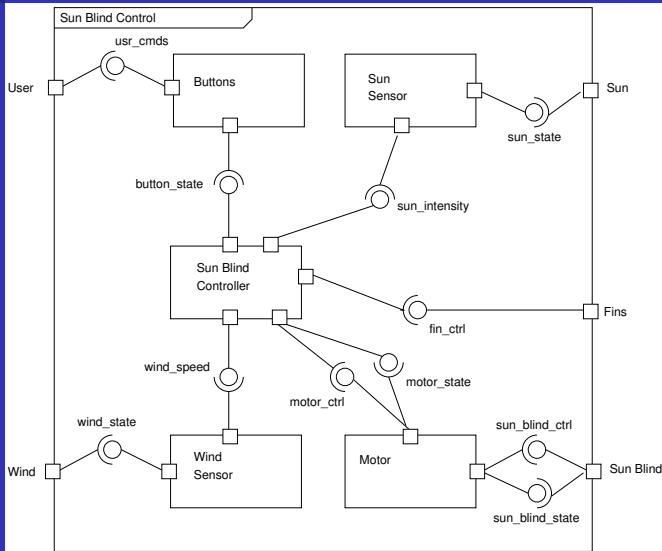 Sun Blind Control
usr_cmds
User
Buttons
Sun
Sensor
Sun
sun_state
button_state
sun_intensity
Sun Blind
Controller
Fins
fin_ctrl
wind_speed
motor_state
motor_ctrl
wind_state
sun_blind_ctrl
Wind
Wind
Sensor
Motor
Sun Blind
sun_blind_state